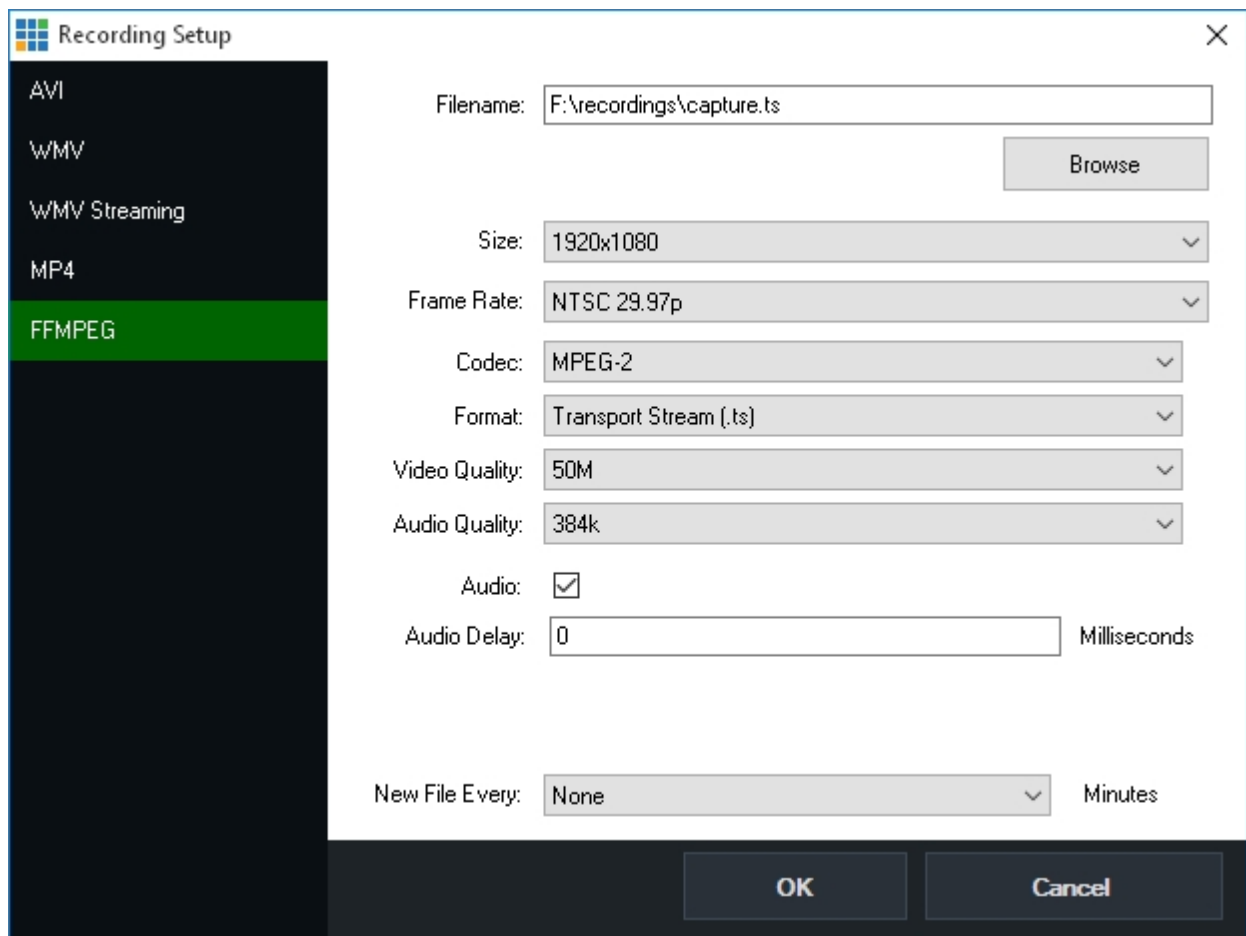 Recording Setup
AVI
WMV
WMV Streaming
MP4
FFMPEG
Filename: F:\recordings\capture.ts
Browse
Size: 1920x1080
Frame Rate: NTSC 29.97p
Codec: MPEG-2
Format: Transport Stream (.ts)
Video Quality: 50M
Audio Quality: 384k
Audio:
Audio Delay: 0 Milliseconds
New File Every: None Minutes
OK Cancel